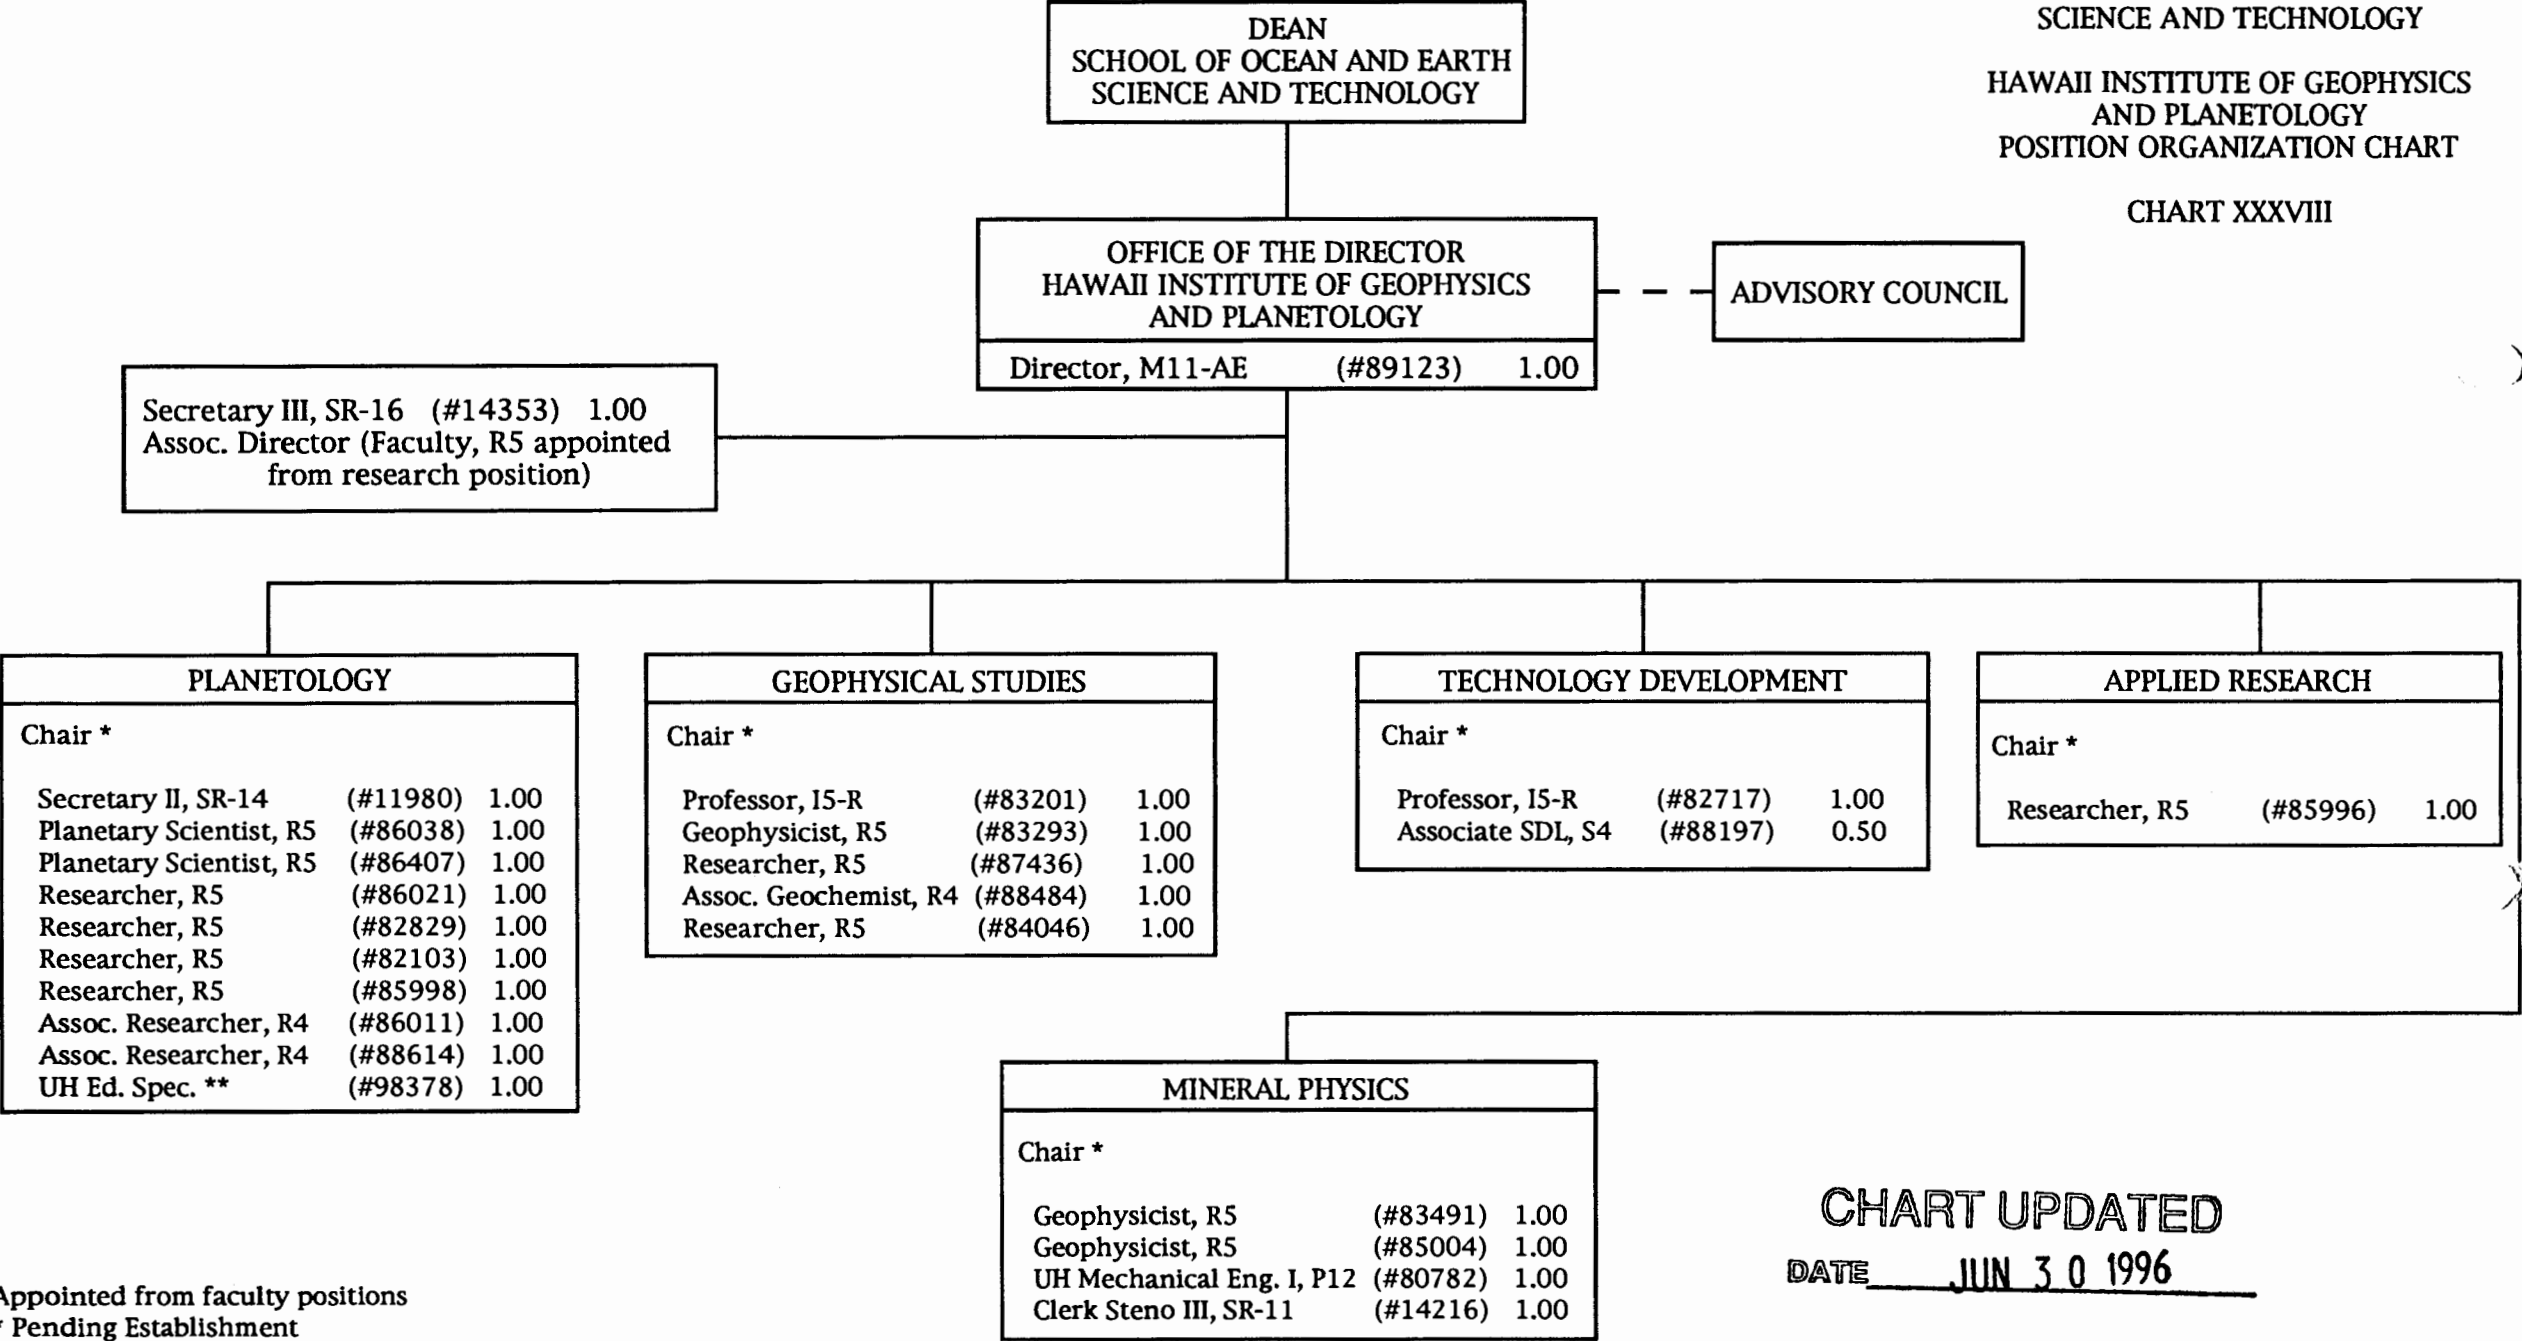 SCIENCE AND TECHNOLOGY
HAWAII INSTITUTE OF GEOPHYSICS
AND PLANETOLOGY
POSITION ORGANIZATION CHART
CHART XXXVIII
DEAN
SCHOOL OF OCEAN AND EARTH
SCIENCE AND TECHNOLOGY
OFFICE OF THE DIRECTOR
HAWAII INSTITUTE OF GEOPHYSICS
AND PLANETOLOGY
Director, M11-AE (#89123) 1.00
ADVISORY COUNCIL
Secretary III, SR-16 (#14353) 1.00
Assoc. Director (Faculty, R5 appointed
from research position)
PLANETOLOGY
Chair *
Secretary II, SR-14 (#11980) 1.00
Planetary Scientist, R5 (#86038) 1.00
Planetary Scientist, R5 (#86407) 1.00
Researcher, R5 (#86021) 1.00
Researcher, R5 (#82829) 1.00
Researcher, R5 (#82103) 1.00
Researcher, R5 (#85998) 1.00
Assoc. Researcher, R4 (#86011) 1.00
Assoc. Researcher, R4 (#88614) 1.00
UH Ed. Spec. ** (#98378) 1.00
GEOPHYSICAL STUDIES
Chair *
Professor, I5-R (#83201) 1.00
Geophysicist, R5 (#83293) 1.00
Researcher, R5 (#87436) 1.00
Assoc. Geochemist, R4 (#88484) 1.00
Researcher, R5 (#84046) 1.00
TECHNOLOGY DEVELOPMENT
Chair *
Professor, I5-R (#82717) 1.00
Associate SDL, S4 (#88197) 0.50
APPLIED RESEARCH
Chair *
Researcher, R5 (#85996) 1.00
MINERAL PHYSICS
Chair *
Geophysicist, R5 (#83491) 1.00
Geophysicist, R5 (#85004) 1.00
UH Mechanical Eng. I, P12 (#80782) 1.00
Clerk Steno III, SR-11 (#14216) 1.00
CHART UPDATED
DATE JUN 30 1996
Appointed from faculty positions
* Pending Establishment